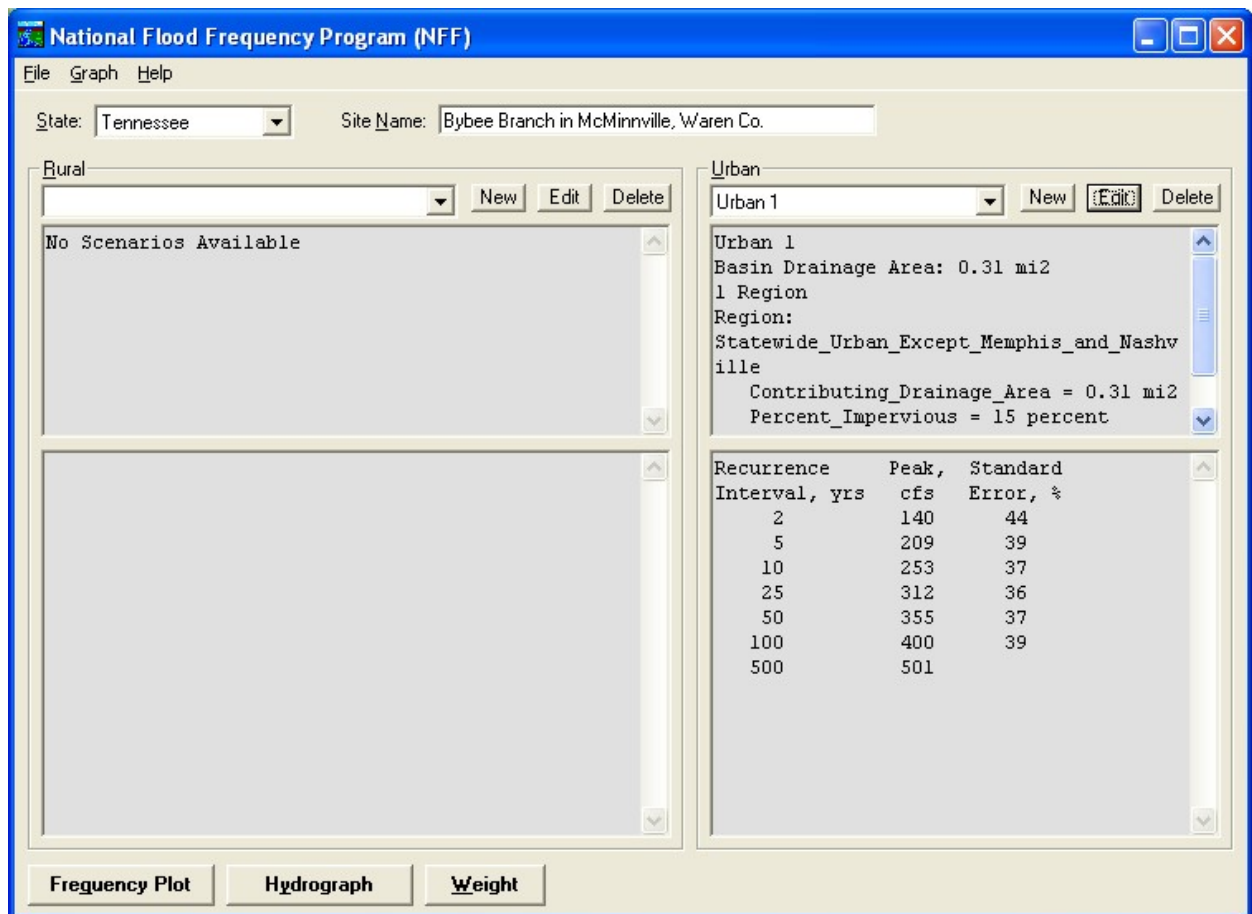 National Flood Frequency Program (NFF)
File Graph Help
State: Tennessee Site Name: Bybee Branch in McMinnville, Waren Co.
Rural
New Edit Delete
No Scenarios Available
Urban
Urban 1 New Edit Delete
Urban 1
Basin Drainage Area: 0.31 mi2
1 Region
Region:
Statewide_Urban_Except_Memphis_and_Nashv
ille
Contributing_Drainage_Area = 0.31 mi2
Percent_Impervious = 15 percent
Recurrence Peak, Standard
Interval, yrs cfs Error, %
2 140 44
5 209 39
10 253 37
25 312 36
50 355 37
100 400 39
500 501
Frequency Plot Hydrograph Weight